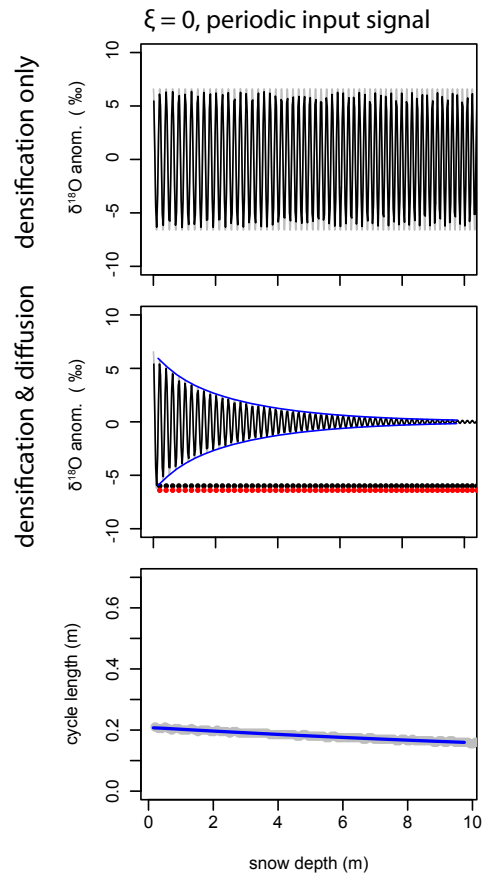 ξ = 0, periodic input signal
densification only
δ¹⁸O anom. ( ‰)
10
5
0
-5
-10
densification & diffusion
δ¹⁸O anom. ( ‰)
10
5
0
-5
-10
cycle length (m)
0.6
0.4
0.2
0.0
0 2 4 6 8 10
snow depth (m)